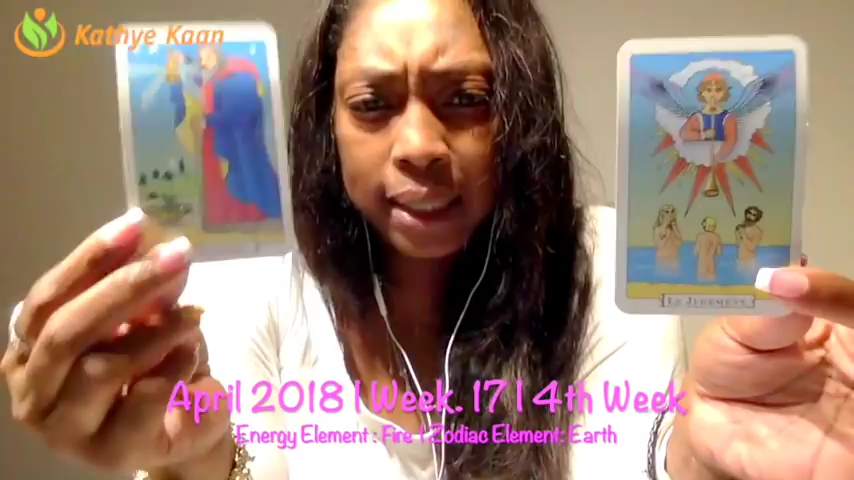 Kathye Kaan
LE JUGEMENT
April 2018 | Week. 17 | 4th Week
Energy Element : Fire | Zodiac Element: Earth